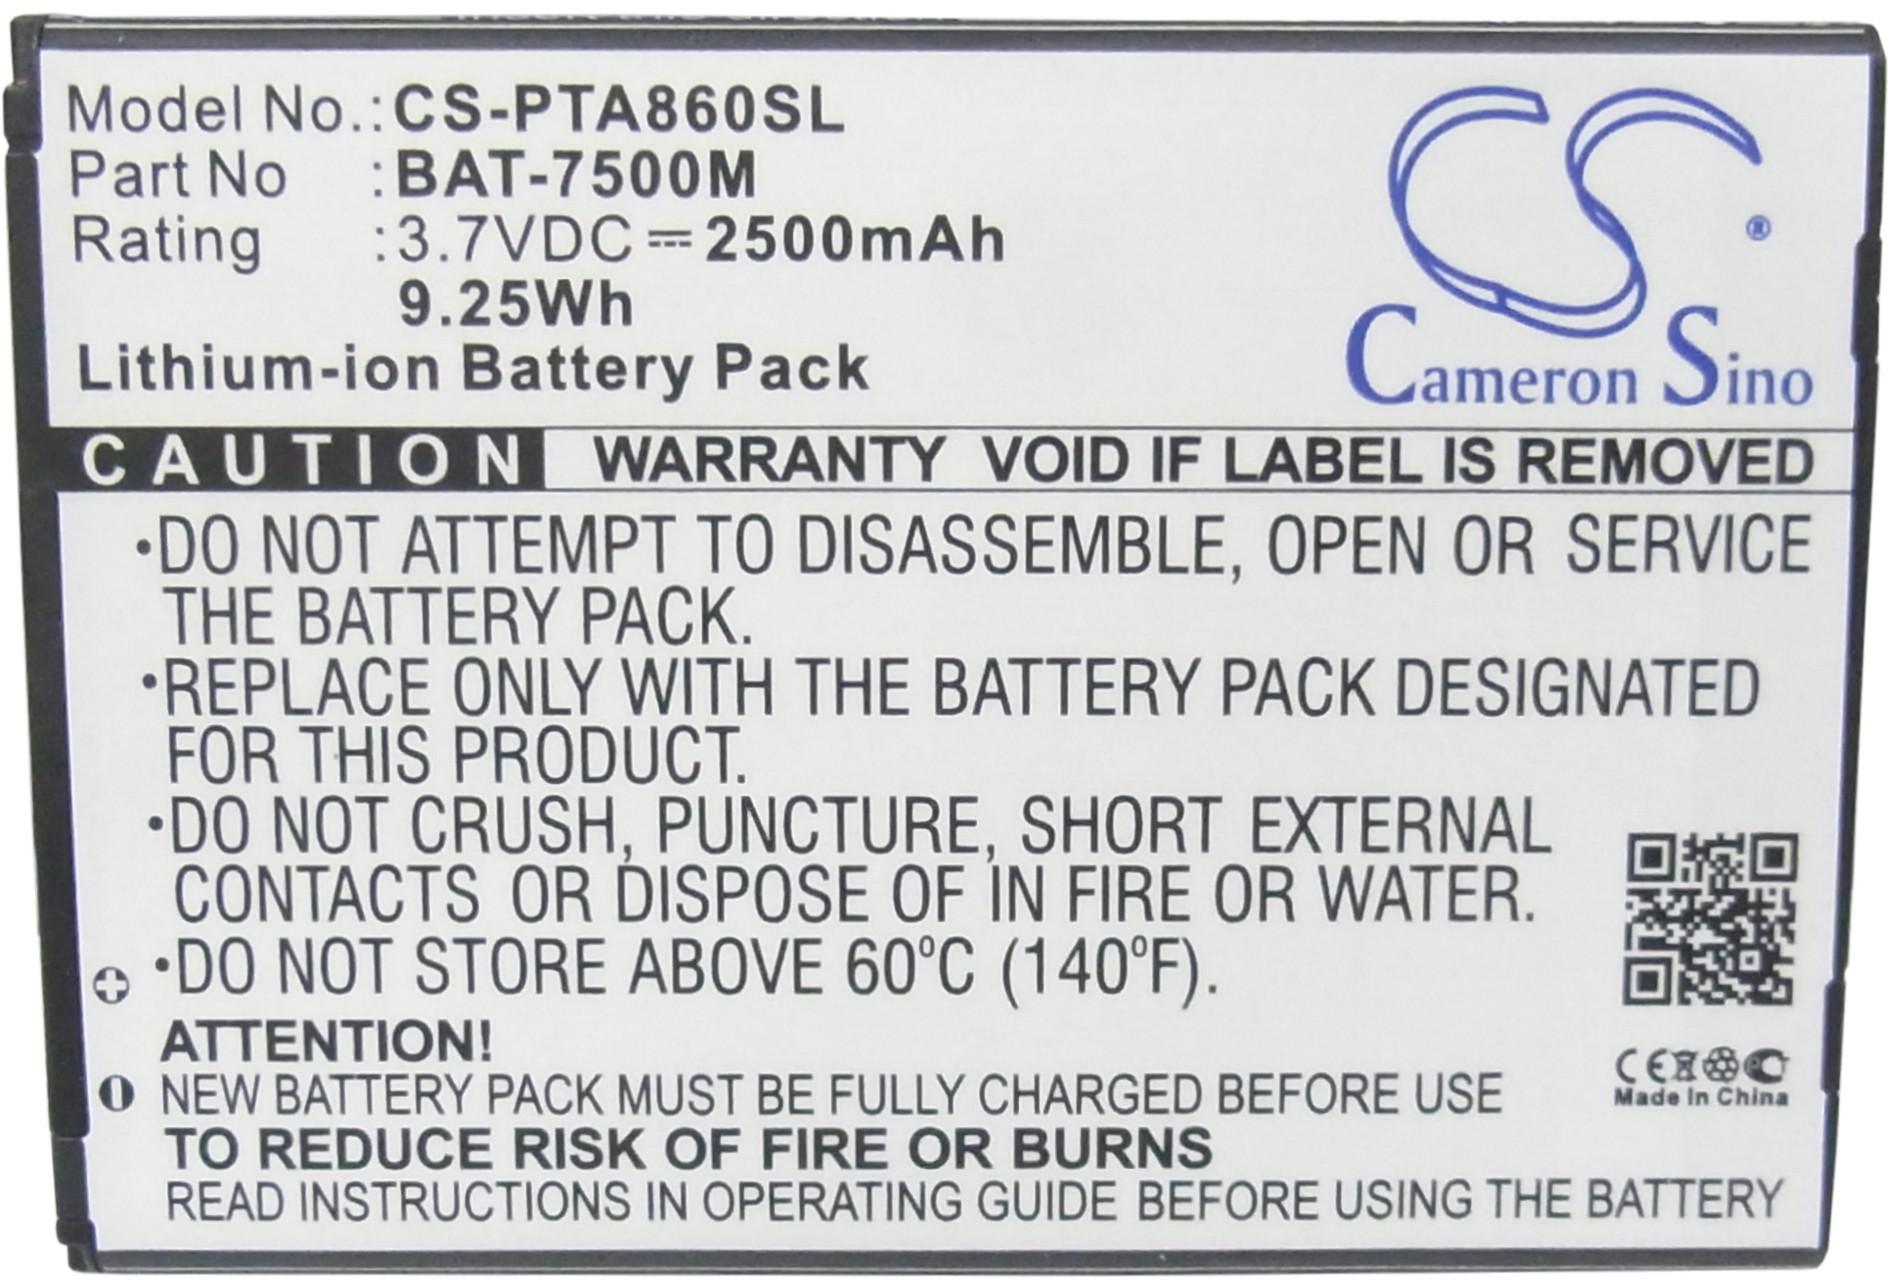 Model No.:CS-PTA860SL
Part No :BAT-7500M
Rating :3.7VDC⎓2500mAh
9.25Wh
Lithium-ion Battery Pack
CS®
Cameron Sino
CAUTION WARRANTY VOID IF LABEL IS REMOVED
•DO NOT ATTEMPT TO DISASSEMBLE, OPEN OR SERVICE
THE BATTERY PACK.
•REPLACE ONLY WITH THE BATTERY PACK DESIGNATED
FOR THIS PRODUCT.
•DO NOT CRUSH, PUNCTURE, SHORT EXTERNAL
CONTACTS OR DISPOSE OF IN FIRE OR WATER.
•DO NOT STORE ABOVE 60°C (140°F).
ATTENTION!
NEW BATTERY PACK MUST BE FULLY CHARGED BEFORE USE
TO REDUCE RISK OF FIRE OR BURNS
READ INSTRUCTIONS IN OPERATING GUIDE BEFORE USING THE BATTERY
CE
Made In China